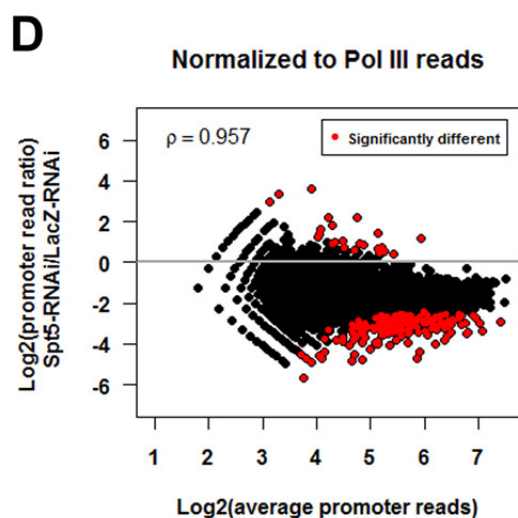 D
Normalized to Pol III reads
ρ = 0.957
Significantly different
Log2(promoter read ratio)
Spt5-RNAi/LacZ-RNAi
6
4
2
0
-2
-4
-6
1 2 3 4 5 6 7
Log2(average promoter reads)